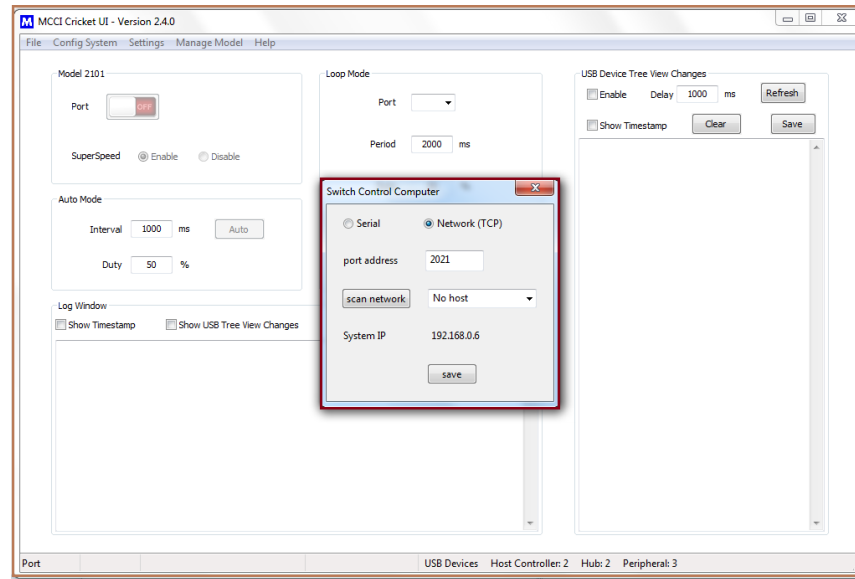 M MCCI Cricket UI - Version 2.4.0
File Config System Settings Manage Model Help
Model 2101
Port OFF
SuperSpeed Enable Disable
Auto Mode
Interval 1000 ms Auto
Duty 50 %
Loop Mode
Port
Period 2000 ms
USB Device Tree View Changes
Enable Delay 1000 ms Refresh
Show Timestamp Clear Save
Switch Control Computer
Serial Network (TCP)
port address 2021
scan network No host
System IP 192.168.0.6
save
Log Window
Show Timestamp Show USB Tree View Changes
Port USB Devices Host Controller: 2 Hub: 2 Peripheral: 3